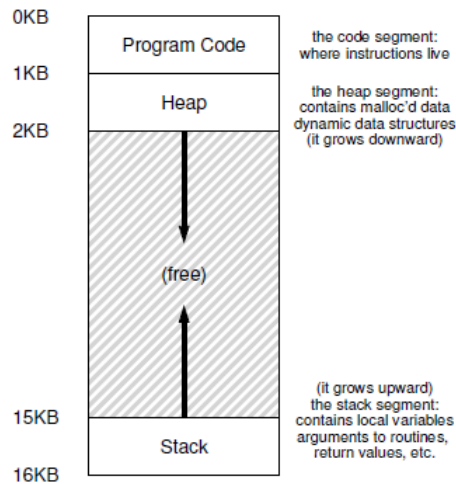 0KB
Program Code
the code segment:
where instructions live
1KB
Heap
the heap segment:
contains malloc'd data
dynamic data structures
(it grows downward)
2KB
(free)
(it grows upward)
the stack segment:
contains local variables
arguments to routines,
return values, etc.
15KB
Stack
16KB